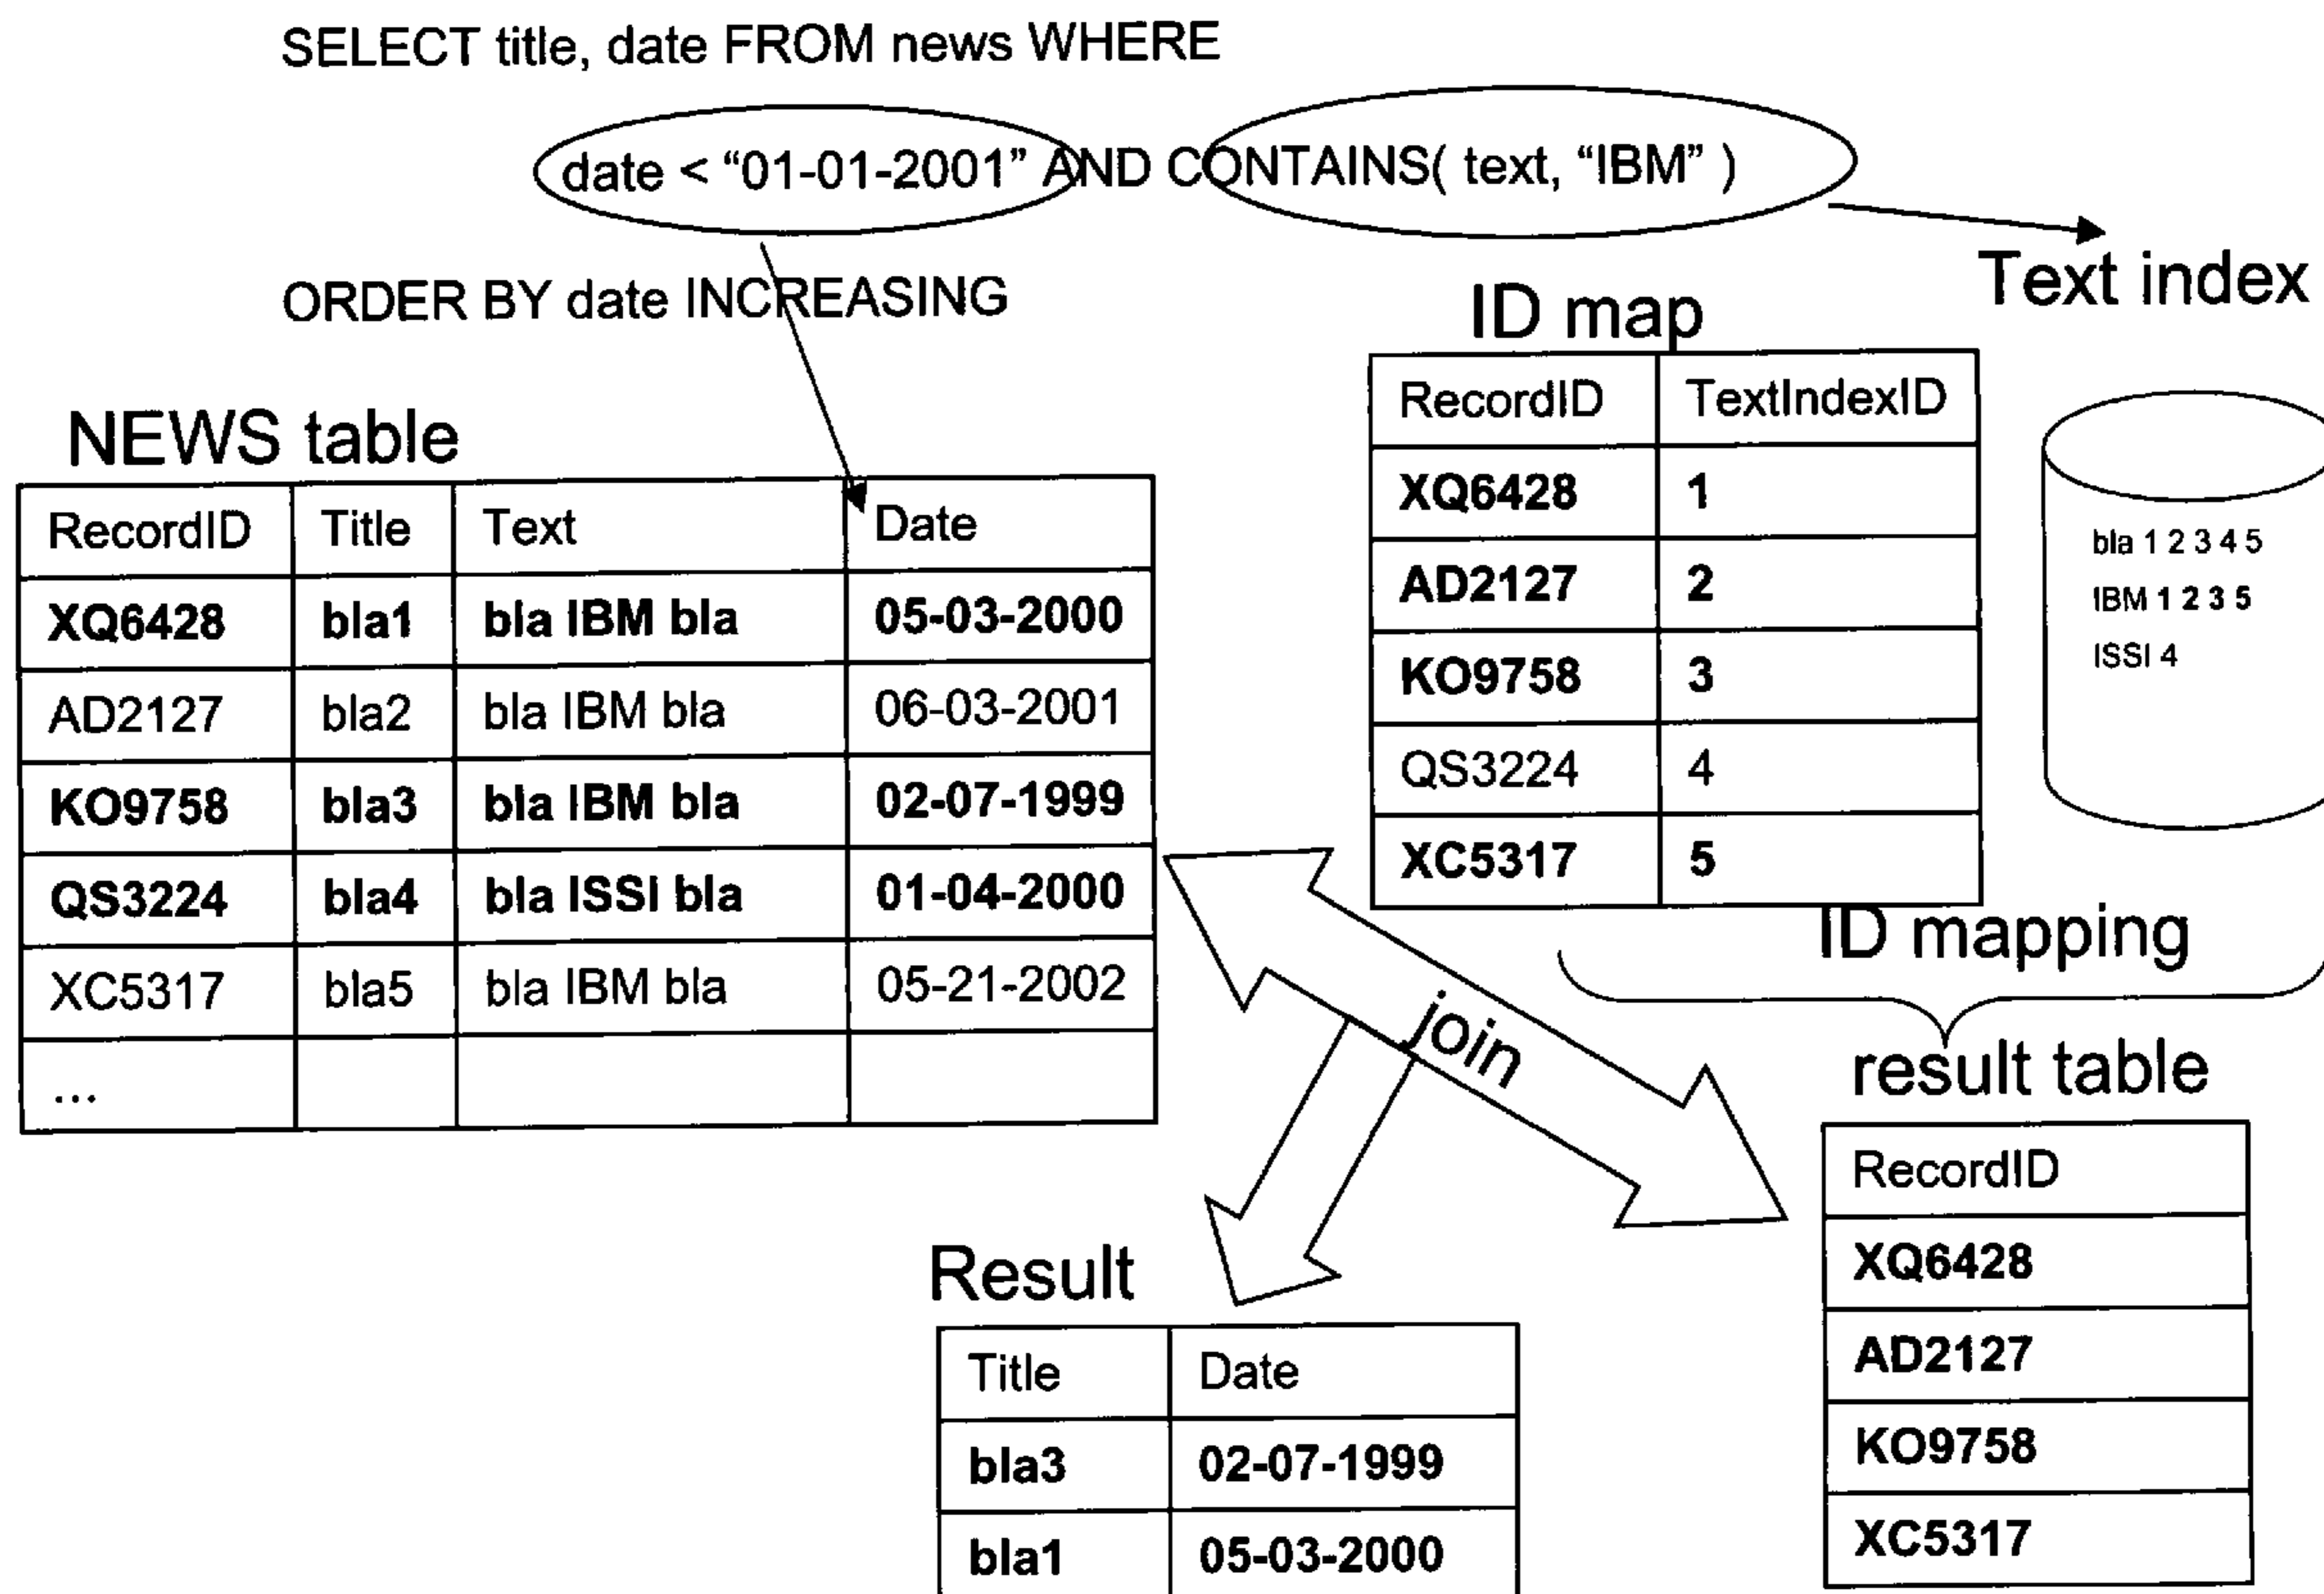 SELECT title, date FROM news WHERE
date < “01-01-2001” AND CONTAINS( text, “IBM” )
ORDER BY date INCREASING
Text index
ID map
RecordID TextIndexID
XQ6428 1
AD2127 2
KO9758 3
QS3224 4
XC5317 5
bla 1 2 3 4 5
IBM 1 2 3 5
ISSI 4
NEWS table
RecordID Title Text Date
XQ6428 bla1 bla IBM bla 05-03-2000
AD2127 bla2 bla IBM bla 06-03-2001
KO9758 bla3 bla IBM bla 02-07-1999
QS3224 bla4 bla ISSI bla 01-04-2000
XC5317 bla5 bla IBM bla 05-21-2002
...
ID mapping
join
result table
RecordID
XQ6428
AD2127
KO9758
XC5317
Result
Title Date
bla3 02-07-1999
bla1 05-03-2000